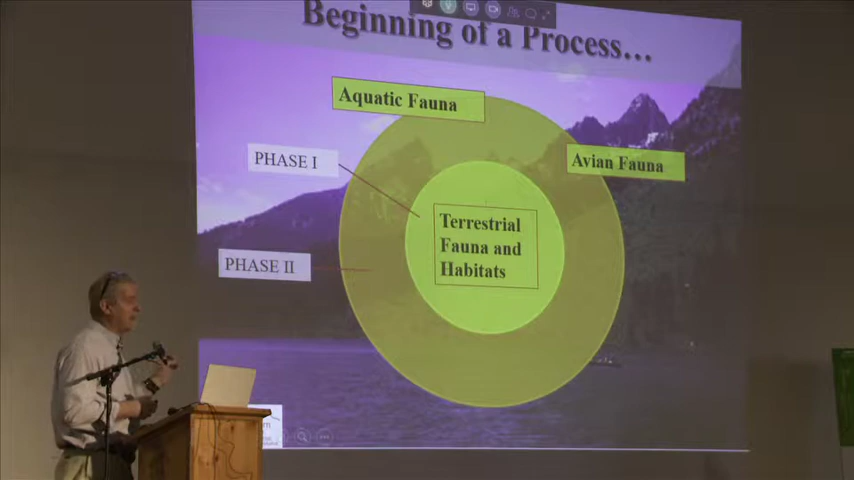 Beginning of a Process...
Aquatic Fauna
PHASE I
Avian Fauna
Terrestrial
Fauna and
Habitats
PHASE II